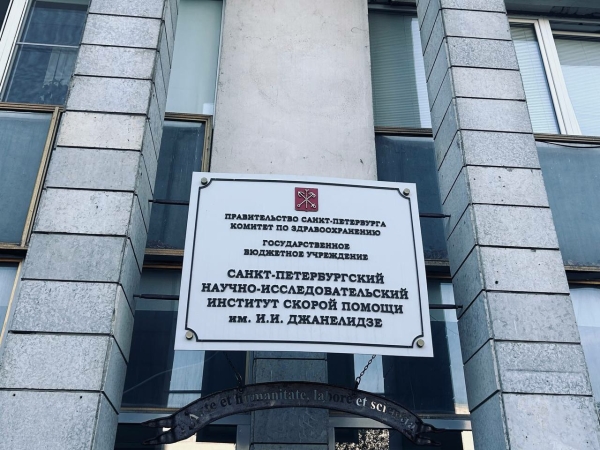 ПРАВИТЕЛЬСТВО САНКТ-ПЕТЕРБУРГА
КОМИТЕТ ПО ЗДРАВООХРАНЕНИЮ
ГОСУДАРСТВЕННОЕ
БЮДЖЕТНОЕ УЧРЕЖДЕНИЕ
САНКТ-ПЕТЕРБУРГСКИЙ
НАУЧНО-ИССЛЕДОВАТЕЛЬСКИЙ
ИНСТИТУТ СКОРОЙ ПОМОЩИ
им. И.И. ДЖАНЕЛИДЗЕ
et humanitate, labore et